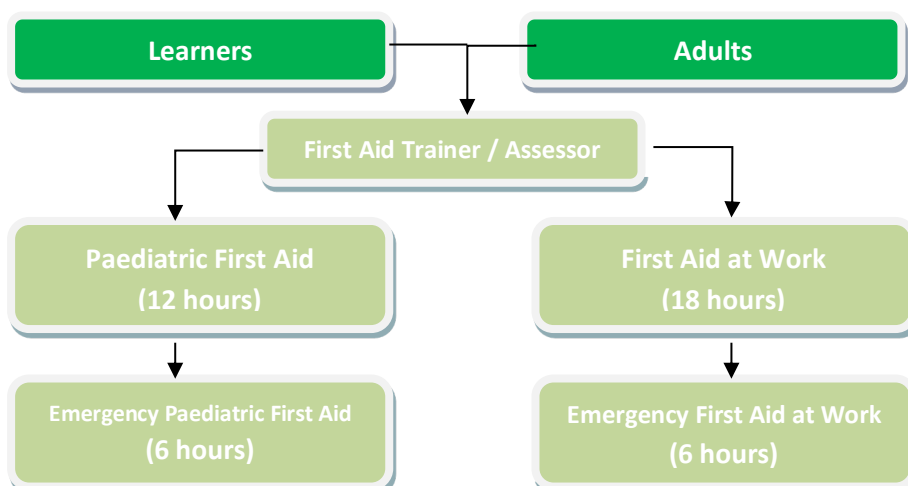 Learners
Adults
First Aid Trainer / Assessor
Paediatric First Aid
(12 hours)
First Aid at Work
(18 hours)
Emergency Paediatric First Aid
(6 hours)
Emergency First Aid at Work
(6 hours)